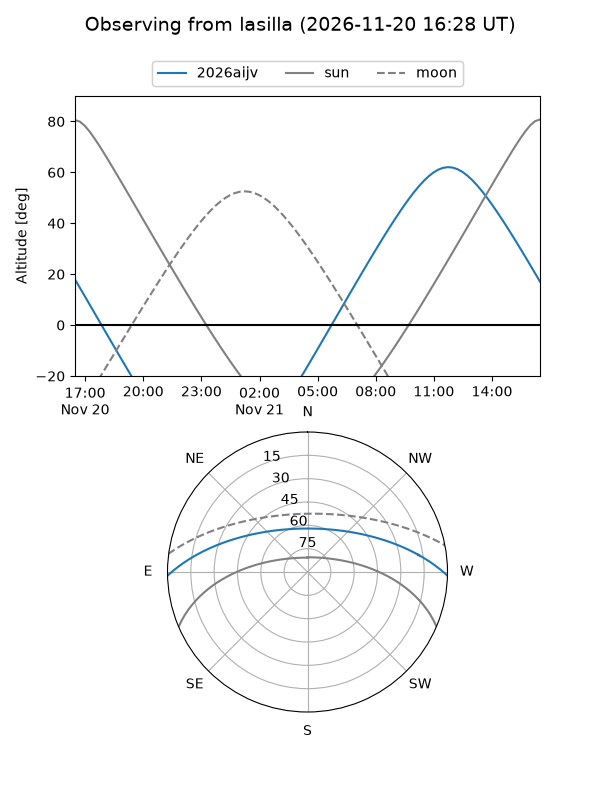 Observing from lasilla (2026-11-20 16:28 UT)
2026aijv sun moon
Altitude [deg]
80
60
40
20
0
−20
17:00 20:00 23:00 02:00 05:00 08:00 11:00 14:00
Nov 20 Nov 21
N
NE NW
15
30
45
60
75
E W
SE SW
S